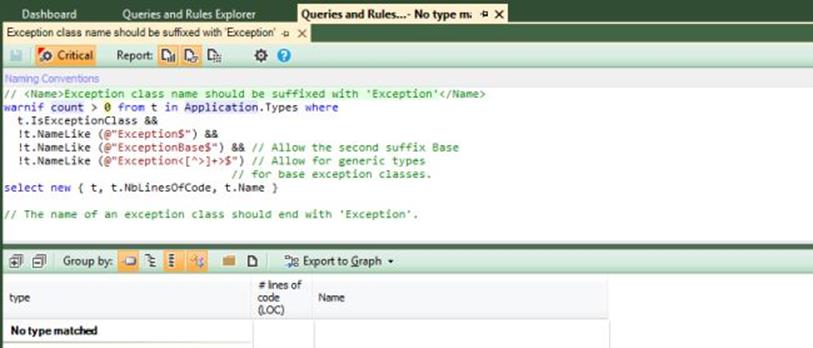 Dashboard Queries and Rules Explorer Queries and Rules...- No type m
Exception class name should be suffixed with 'Exception'
Critical Report:
Naming Conventions
// <Name>Exception class name should be suffixed with 'Exception'</Name>
warnif count > 0 from t in Application.Types where
t.IsExceptionClass &&
!t.NameLike (@"Exception$") &&
!t.NameLike (@"ExceptionBase$") && // Allow the second suffix Base
!t.NameLike (@"Exception<[^>]+>$") // Allow for generic types
// for base exception classes.
select new { t, t.NbLinesOfCode, t.Name }
// The name of an exception class should end with 'Exception'.
Group by: Export to Graph
type # lines of code (LOC) Name
No type matched